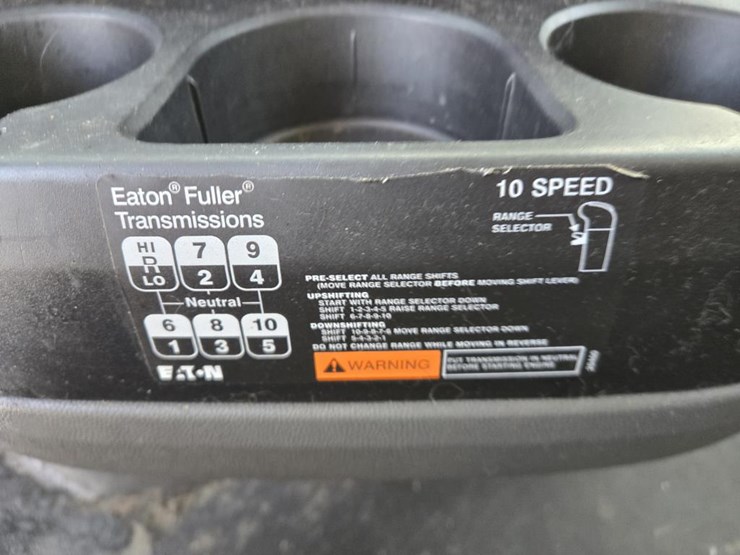 Eaton® Fuller®
Transmissions
10 SPEED
RANGE
SELECTOR
HI 7 9
R
LO 2 4
Neutral
6 8 10
1 3 5
EATON
PRE-SELECT ALL RANGE SHIFTS
(MOVE RANGE SELECTOR BEFORE MOVING SHIFT LEVER)
UPSHIFTING
START WITH RANGE SELECTOR DOWN
SHIFT 1-2-3-4-5 RAISE RANGE SELECTOR
SHIFT 6-7-8-9-10
DOWNSHIFTING
SHIFT 10-9-8-7-6 MOVE RANGE SELECTOR DOWN
SHIFT 5-4-3-2-1
DO NOT CHANGE RANGE WHILE MOVING IN REVERSE
WARNING
PUT TRANSMISSION IN NEUTRAL
BEFORE STARTING ENGINE